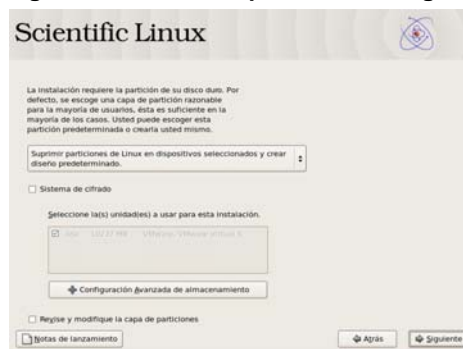 Scientific Linux
La instalación requiere la partición de su disco duro. Por
defecto, se escoge una capa de partición razonable
para la mayoría de usuarios, ésta es suficiente en la
mayoría de los casos. Usted puede escoger esta
partición predeterminada o crearla usted mismo.
Suprimir particiones de Linux en dispositivos seleccionados y crear
diseño predeterminado.
Sistema de cifrado
Seleccione la(s) unidad(es) a usar para esta instalación.
MB VMware, VMware Virtual S
Configuración Avanzada de almacenamiento
Revise y modifique la capa de particiones
Notas de lanzamiento
Atrás
Siguiente